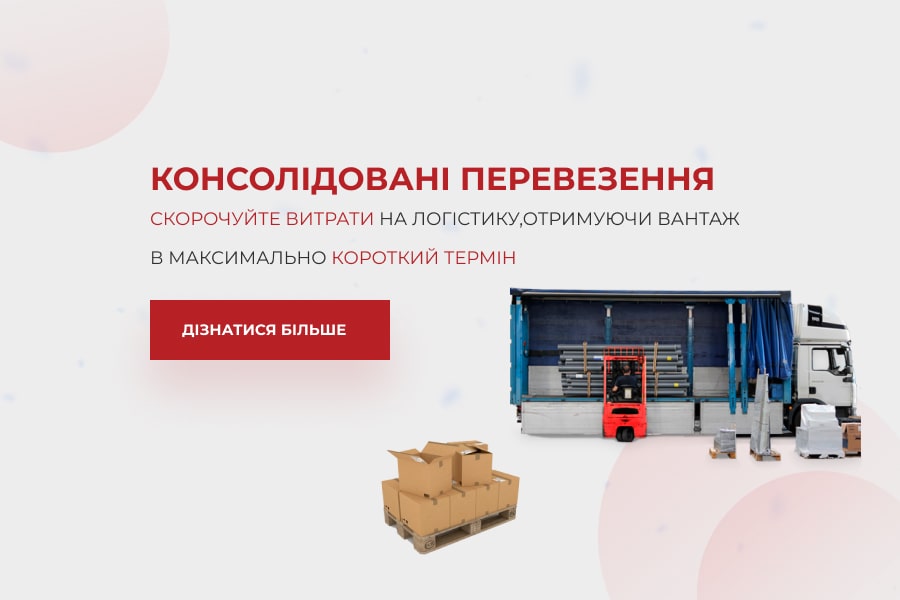 КОНСОЛІДОВАНІ ПЕРЕВЕЗЕННЯ
СКОРОЧУЙТЕ ВИТРАТИ НА ЛОГІСТИКУ,ОТРИМУЮЧИ ВАНТАЖ
В МАКСИМАЛЬНО КОРОТКИЙ ТЕРМІН
ДІЗНАТИСЯ БІЛЬШЕ